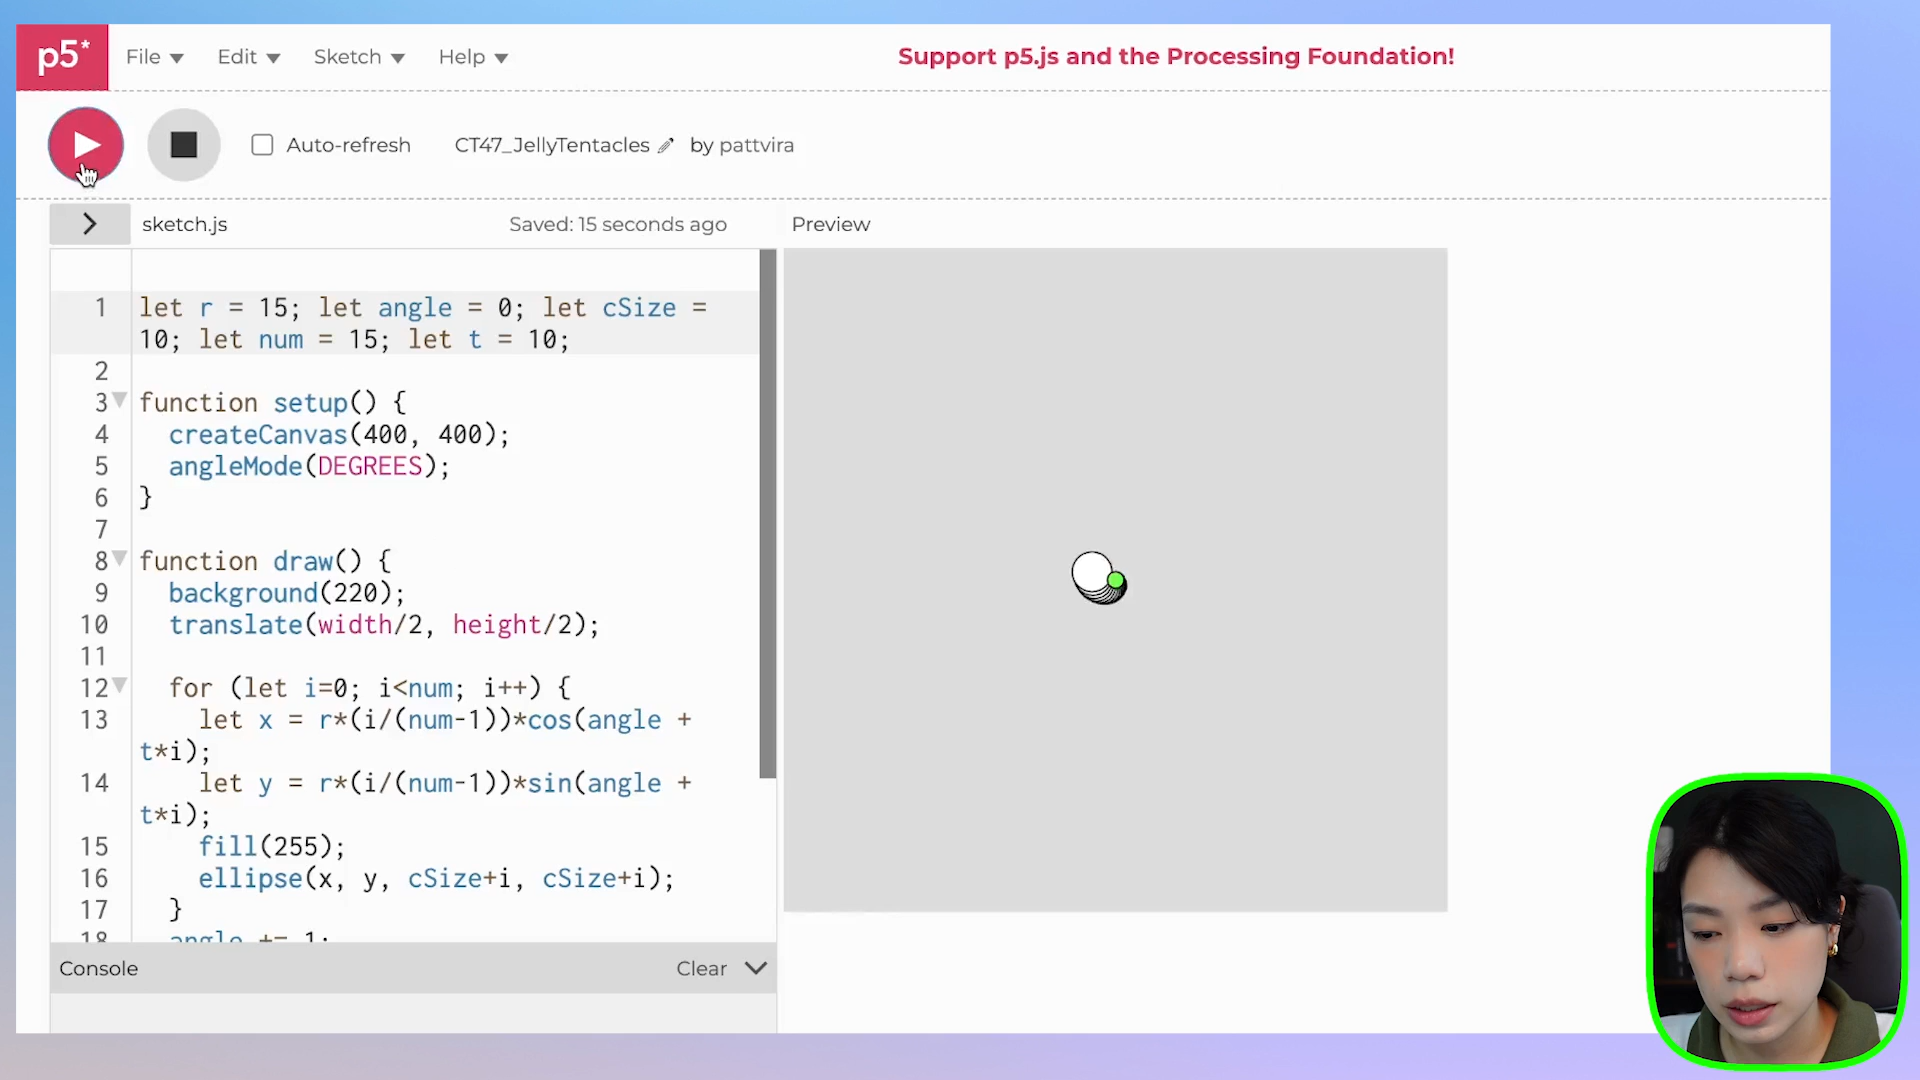 p5* File Edit Sketch Help Support p5.js and the Processing Foundation!
Auto-refresh CT47_JellyTentacles by pattvira
sketch.js Saved: 15 seconds ago Preview
1 let r = 15; let angle = 0; let cSize =
10; let num = 15; let t = 10;
2
3 function setup() {
4 createCanvas(400, 400);
5 angleMode(DEGREES);
6 }
7
8 function draw() {
9 background(220);
10 translate(width/2, height/2);
11
12 for (let i=0; i<num; i++) {
13 let x = r*(i/(num-1))*cos(angle +
t*i);
14 let y = r*(i/(num-1))*sin(angle +
t*i);
15 fill(255);
16 ellipse(x, y, cSize+i, cSize+i);
17 }
18 angle += 1;
Console Clear